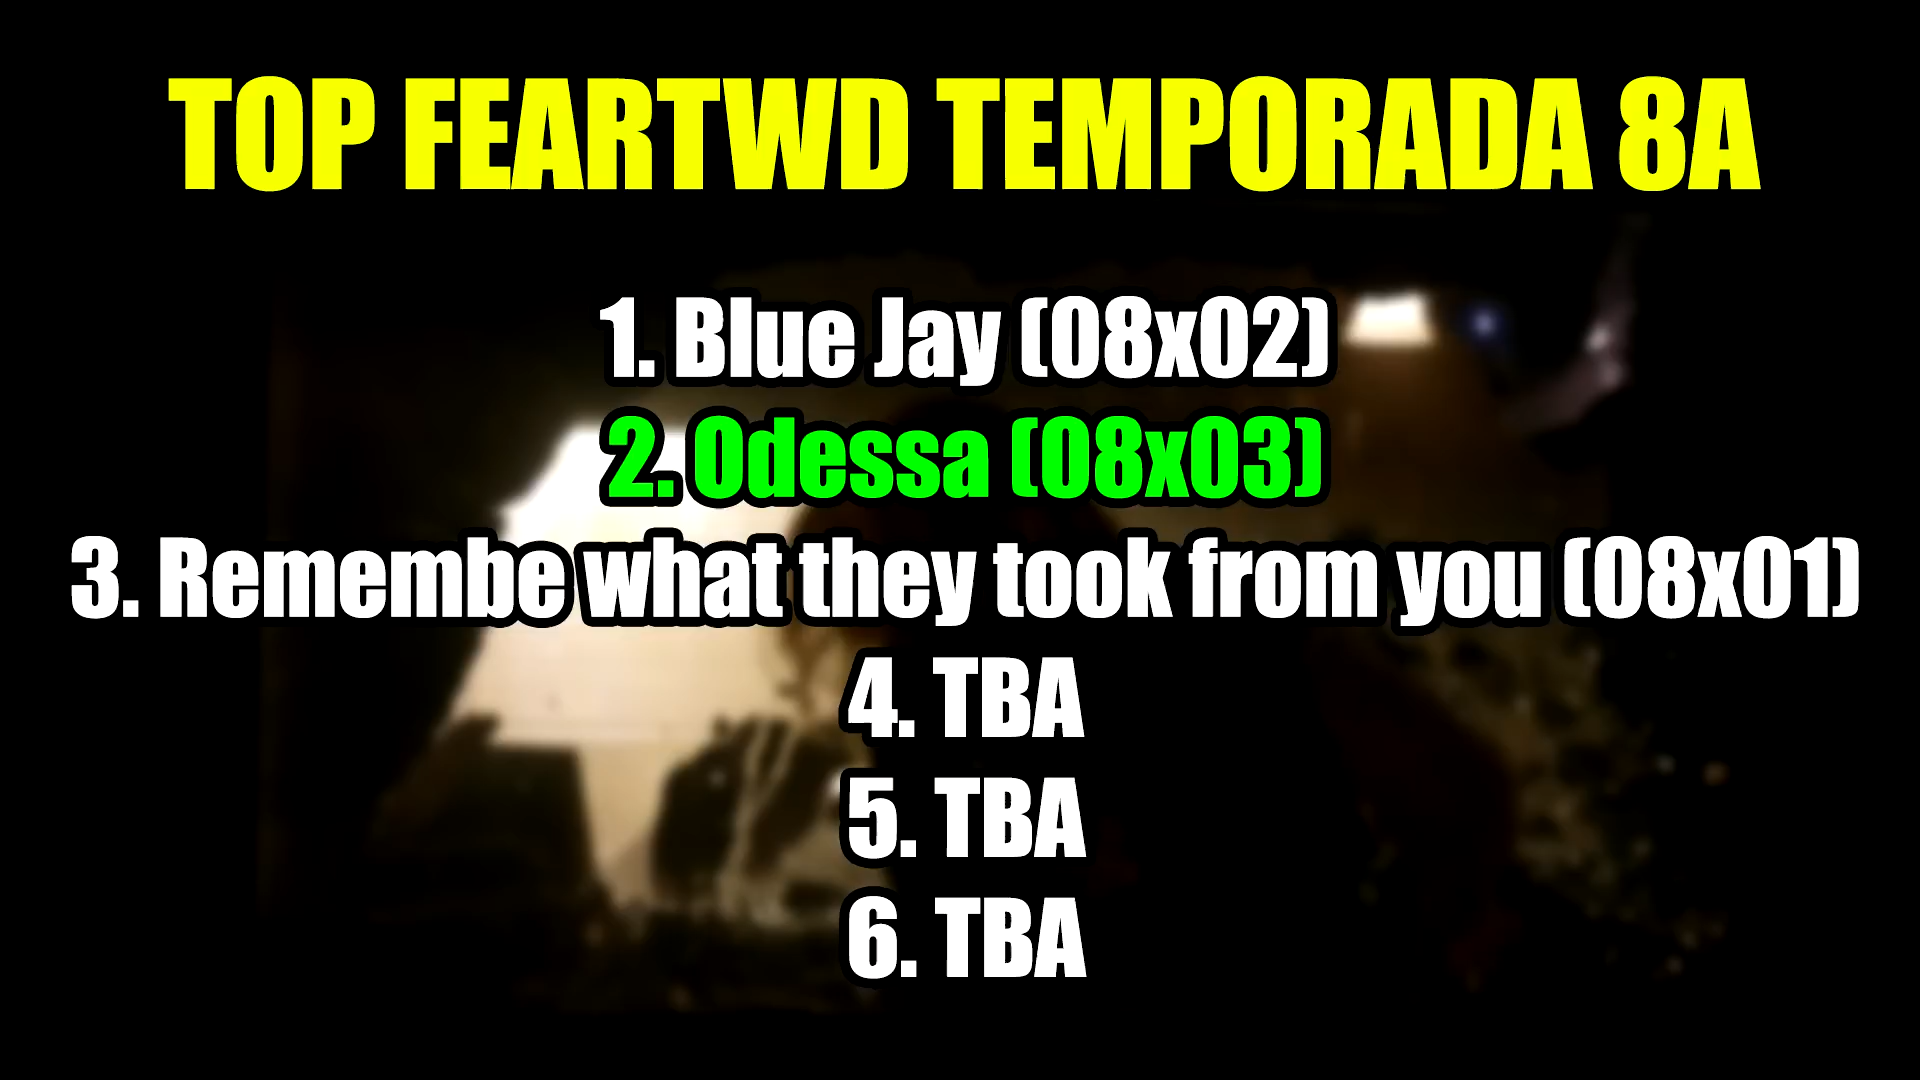 TOP FEARTWD TEMPORADA 8A
1. Blue Jay (08x02)
2. Odessa (08x03)
3. Remembe what they took from you (08x01)
4. TBA
5. TBA
6. TBA